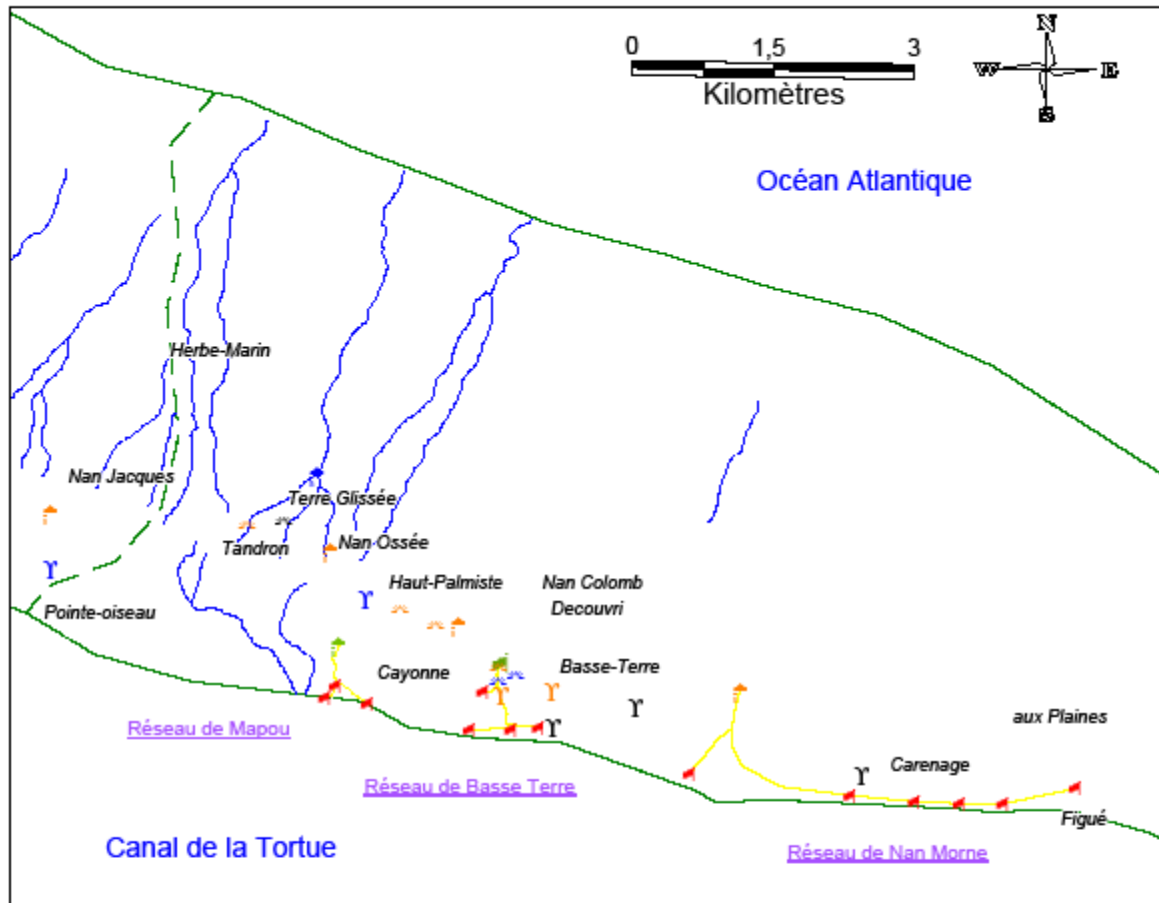 N
0 1,5 3
W E
Kilomètres
S
Océan Atlantique
Herbe-Marin
Nan Jacques
Terre Glissée
Tandron
Nan Ossée
Haut-Palmiste
Nan Colomb
Decouvri
Pointe-oiseau
Cayonne
Basse-Terre
aux Plaines
Réseau de Mapou
Carenage
Réseau de Basse Terre
Figué
Canal de la Tortue
Réseau de Nan Morne